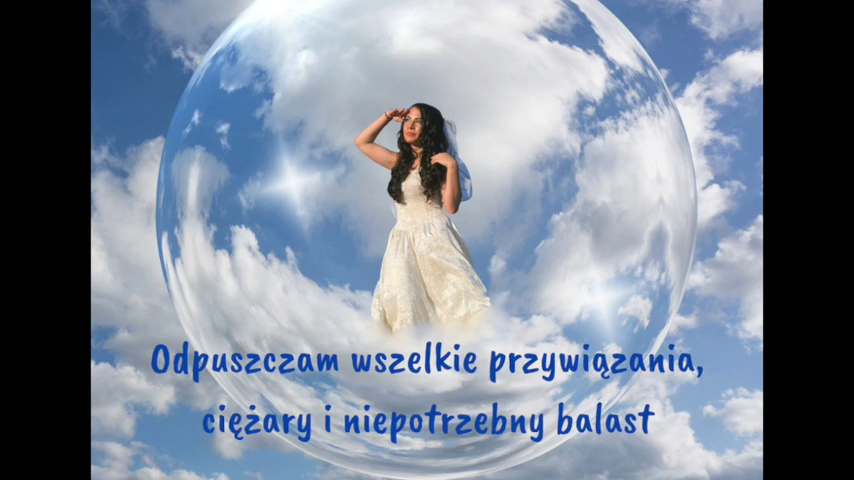 Odpuszczam wszelkie przywiązania,
ciężary i niepotrzebny balast